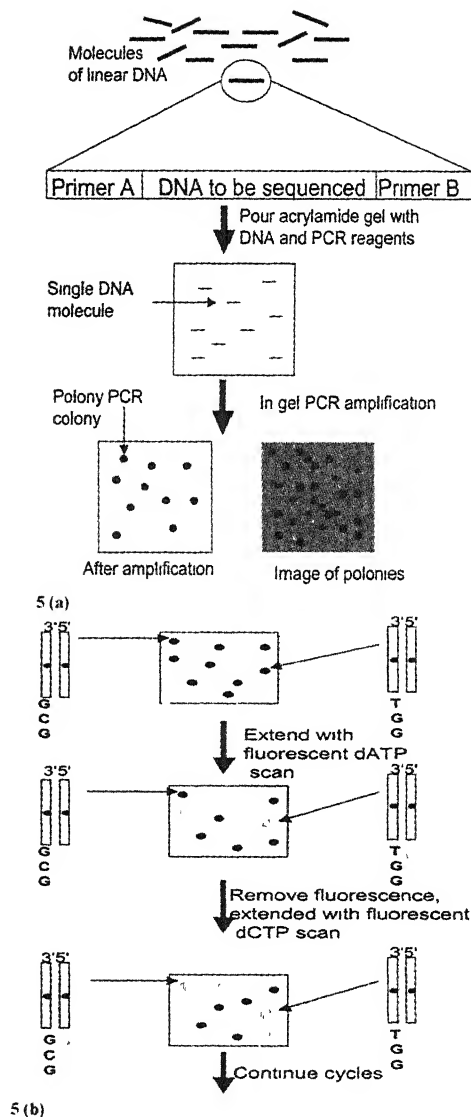 Molecules
of linear DNA
Primer A DNA to be sequenced Primer B
Pour acrylamide gel with
DNA and PCR reagents
Single DNA
molecule
Polony PCR
colony
In gel PCR amplification
After amplification
Image of polonies
5 (a)
3'5'
G
C
G
3'5'
T
G
G
Extend with
fluorescent dATP
scan
3'5'
G
C
G
3'5'
T
G
G
Remove fluorescence,
extended with fluorescent
dCTP scan
3'5'
G
C
G
3'5'
T
G
G
Continue cycles
5 (b)